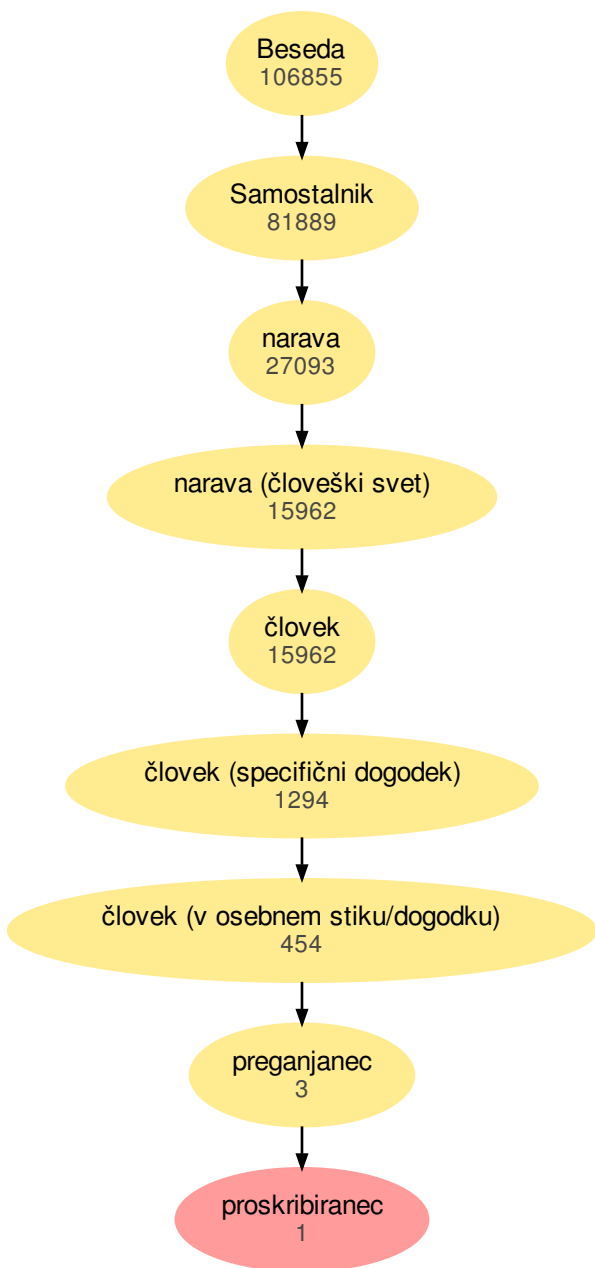 Beseda
106855
Samostalnik
81889
narava
27093
narava (človeški svet)
15962
človek
15962
človek (specifični dogodek)
1294
človek (v osebnem stiku/dogodku)
454
preganjanec
3
proskribiranec
1